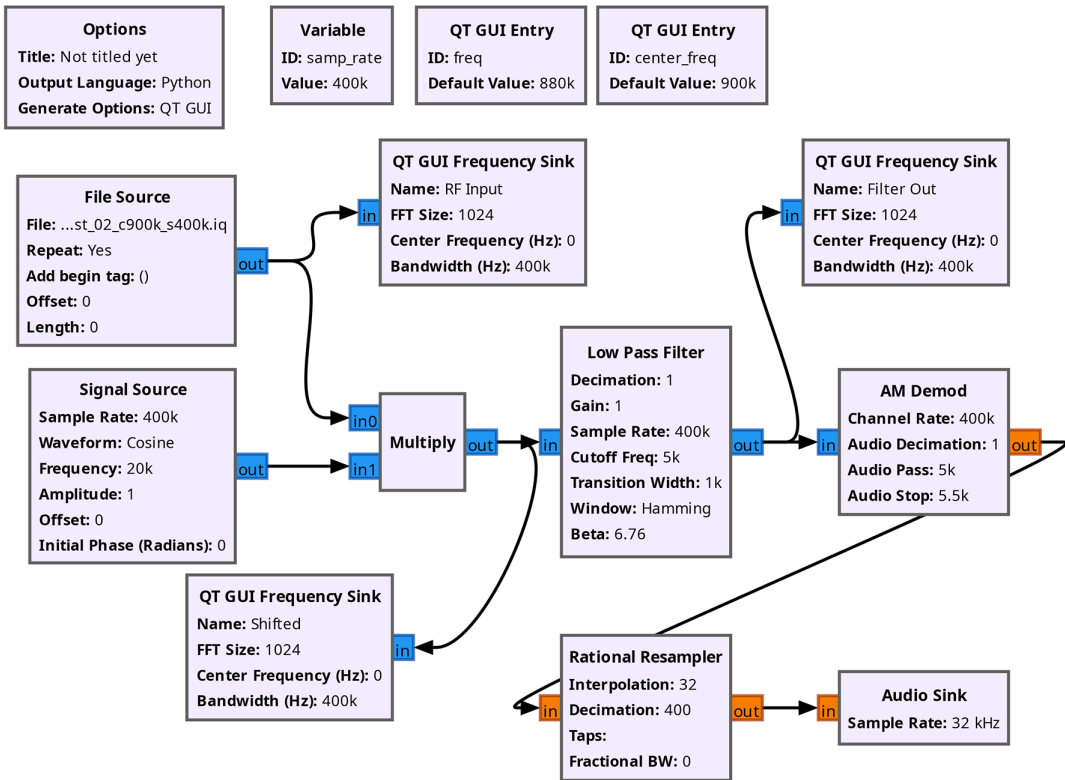 Options
Title: Not titled yet
Output Language: Python
Generate Options: QT GUI
Variable
ID: samp_rate
Value: 400k
QT GUI Entry
ID: freq
Default Value: 880k
QT GUI Entry
ID: center_freq
Default Value: 900k
File Source
File: ...st_02_c900k_s400k.iq
Repeat: Yes
Add begin tag: ()
Offset: 0
Length: 0
out
QT GUI Frequency Sink
Name: RF Input
FFT Size: 1024
Center Frequency (Hz): 0
Bandwidth (Hz): 400k
in
QT GUI Frequency Sink
Name: Filter Out
FFT Size: 1024
Center Frequency (Hz): 0
Bandwidth (Hz): 400k
in
Signal Source
Sample Rate: 400k
Waveform: Cosine
Frequency: 20k
Amplitude: 1
Offset: 0
Initial Phase (Radians): 0
out
in0
in1
Multiply
out
in
Low Pass Filter
Decimation: 1
Gain: 1
Sample Rate: 400k
Cutoff Freq: 5k
Transition Width: 1k
Window: Hamming
Beta: 6.76
out
in
AM Demod
Channel Rate: 400k
Audio Decimation: 1
Audio Pass: 5k
Audio Stop: 5.5k
out
QT GUI Frequency Sink
Name: Shifted
FFT Size: 1024
Center Frequency (Hz): 0
Bandwidth (Hz): 400k
in
in
Rational Resampler
Interpolation: 32
Decimation: 400
Taps:
Fractional BW: 0
out
in
Audio Sink
Sample Rate: 32 kHz